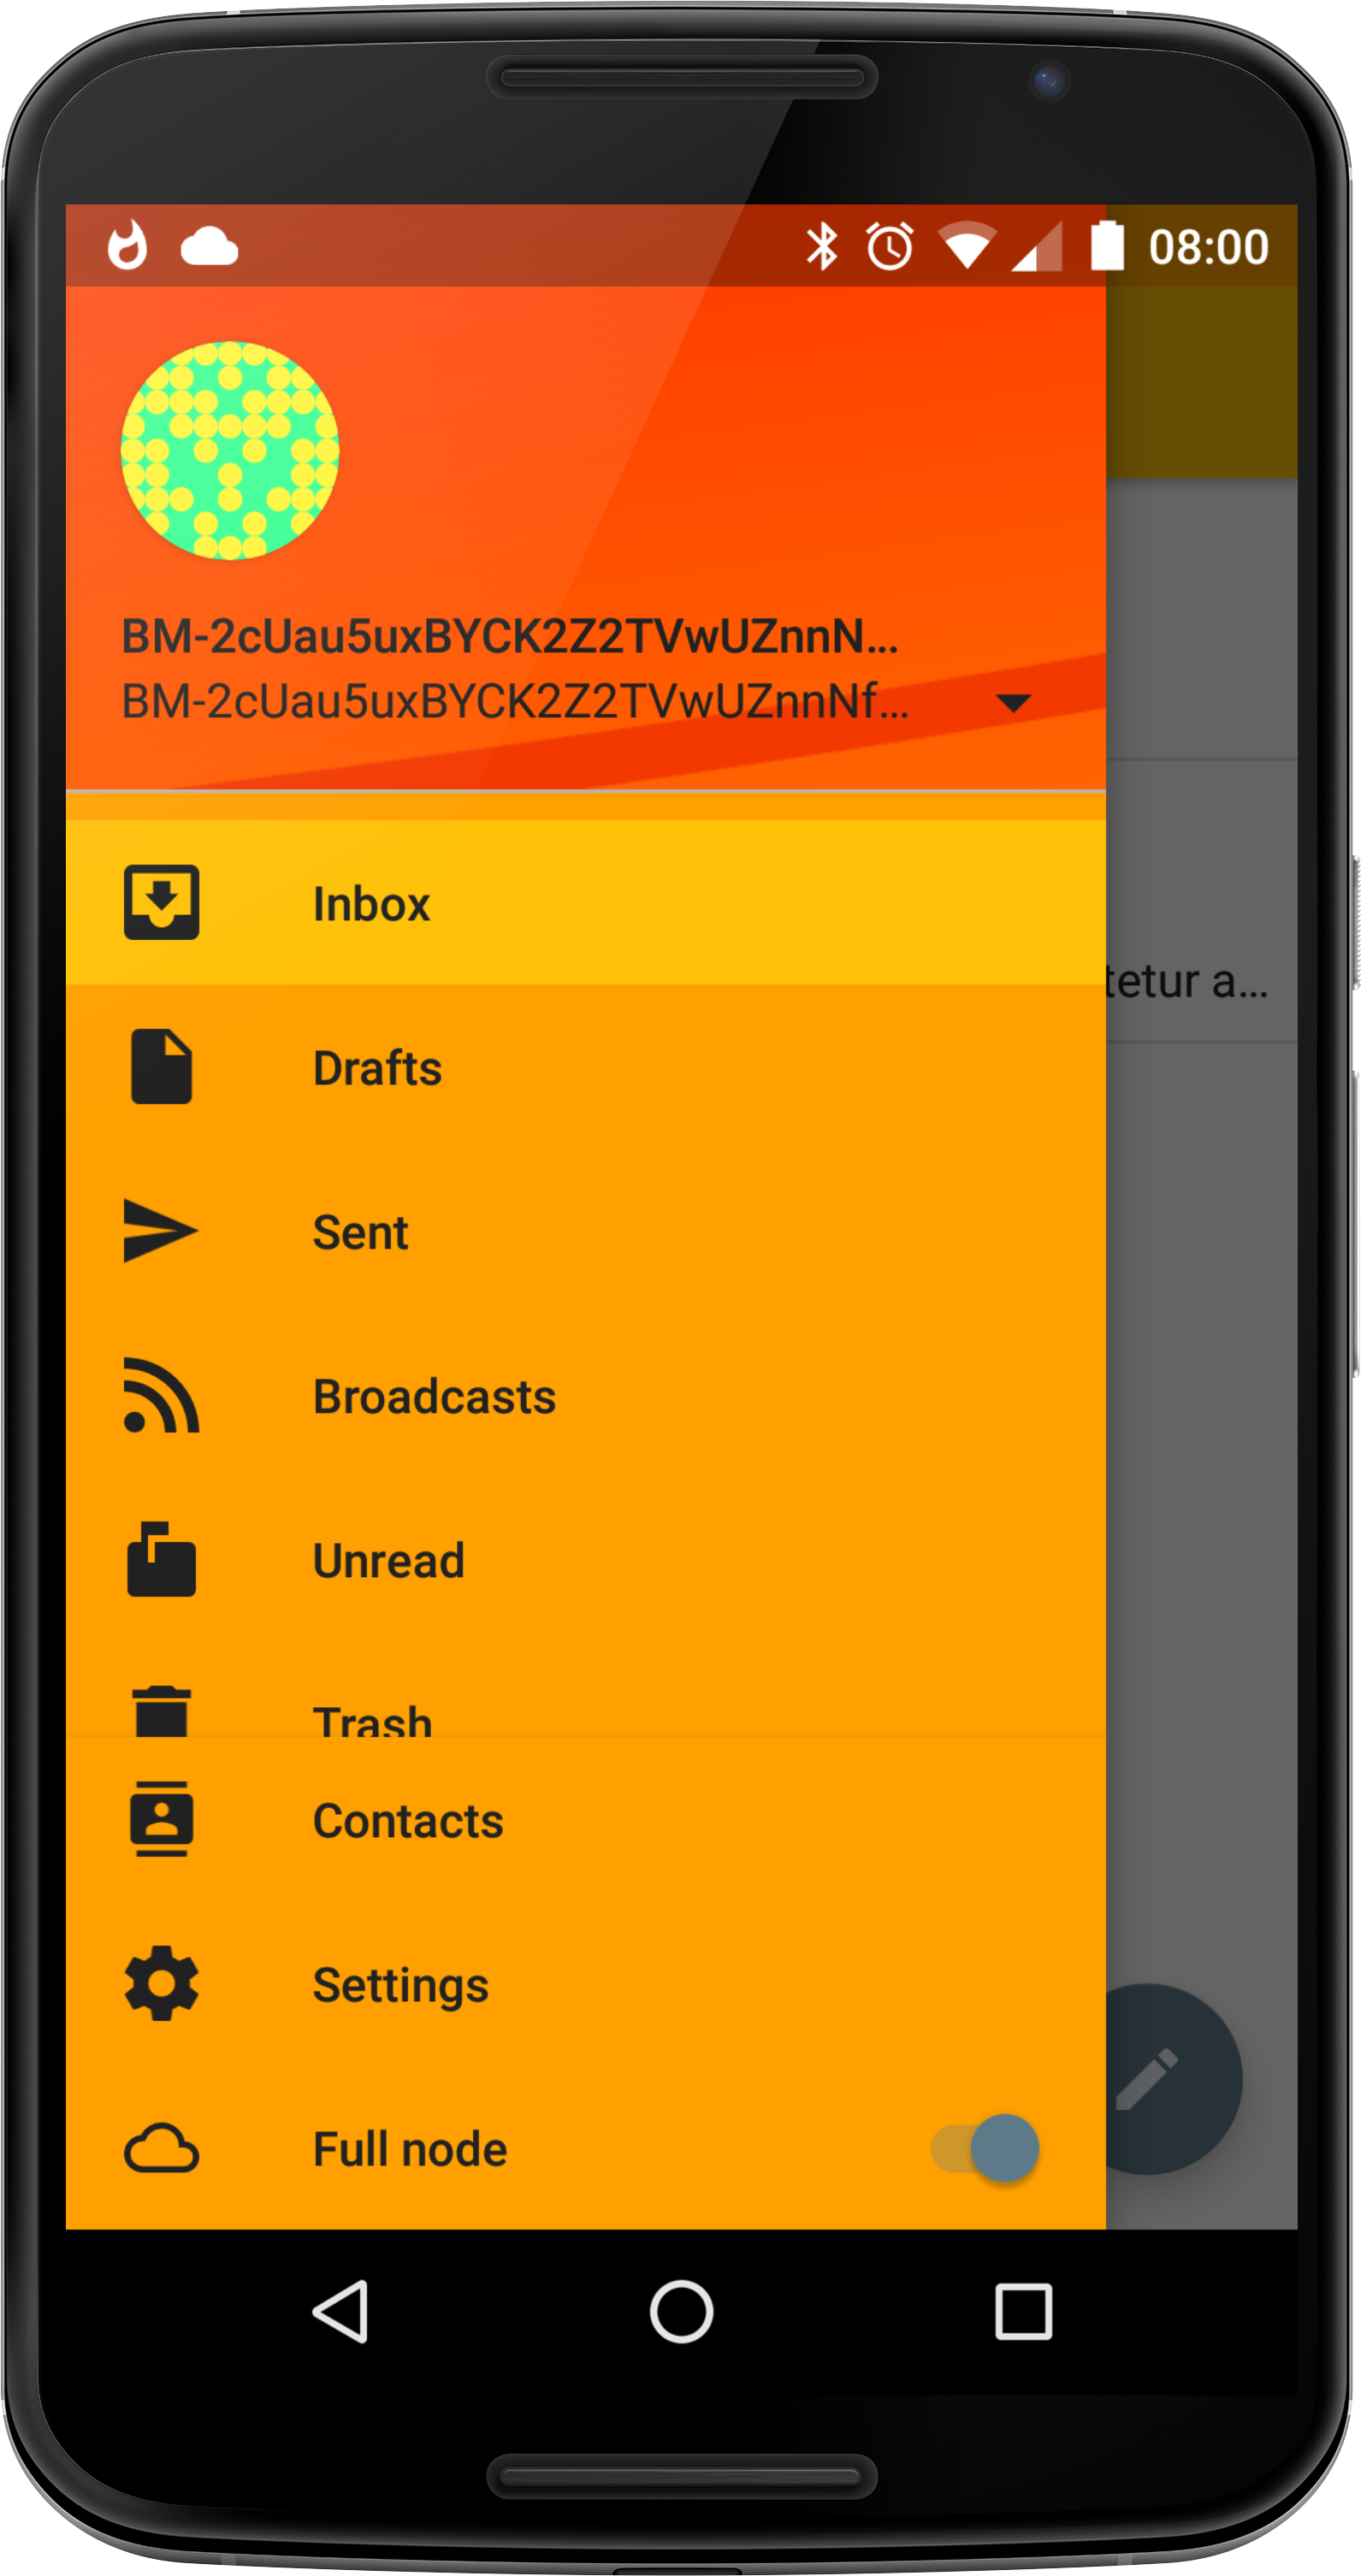 08:00
BM-2cUau5uxBYCK2Z2TVwUZnnN…
BM-2cUau5uxBYCK2Z2TVwUZnnNf…
Inbox
tetur a…
Drafts
Sent
Broadcasts
Unread
Trash
Contacts
Settings
Full node